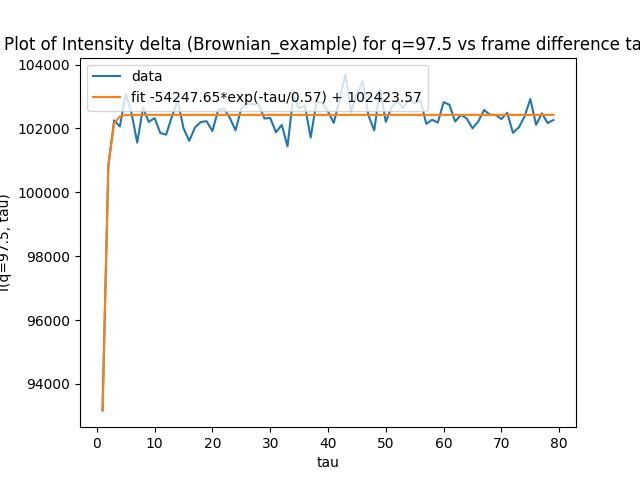 Plot of Intensity delta (Brownian_example) for q=97.5 vs frame difference ta
data
fit -54247.65*exp(-tau/0.57) + 102423.57
104000
102000
100000
98000
96000
94000
(q=97.5, tau)
0 10 20 30 40 50 60 70 80
tau